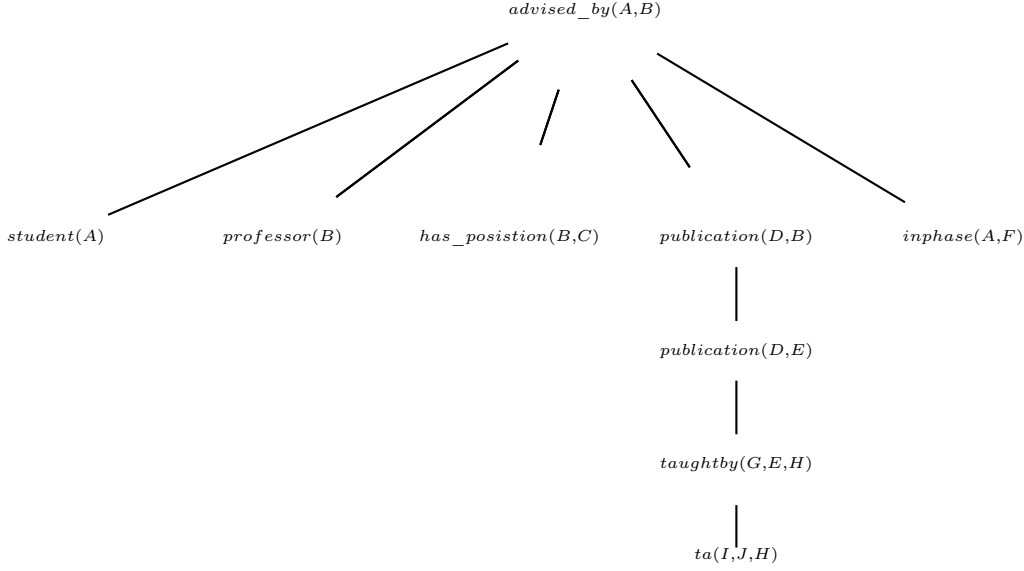 advised_by(A,B)
student(A)
professor(B)
has_posistion(B,C)
publication(D,B)
inphase(A,F)
publication(D,E)
taughtby(G,E,H)
ta(I,J,H)